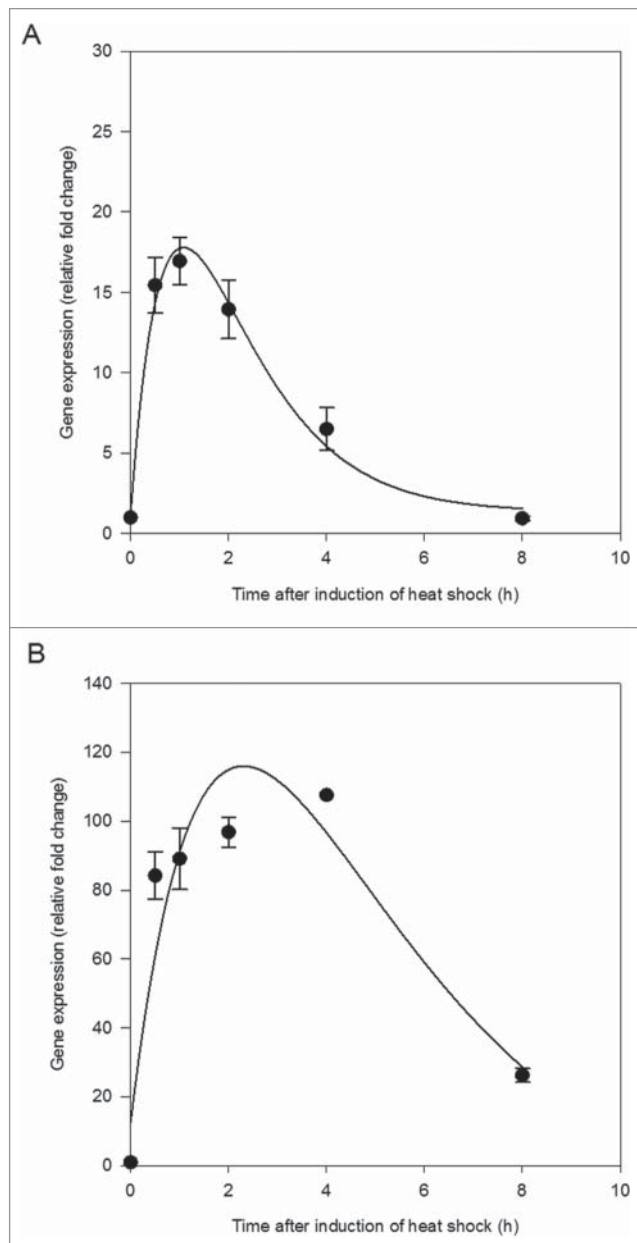 A
30
25
20
15
10
5
0
Gene expression (relative fold change)
0 2 4 6 8 10
Time after induction of heat shock (h)
B
140
120
100
80
60
40
20
0
Gene expression (relative fold change)
0 2 4 6 8 10
Time after induction of heat shock (h)